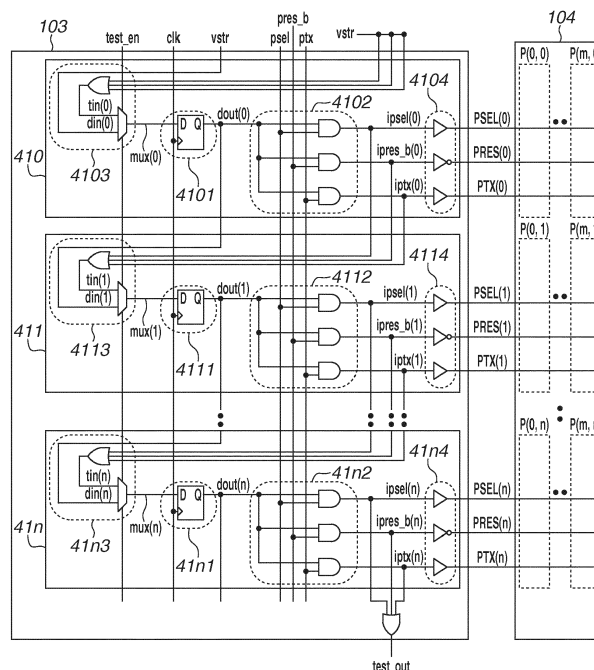 pres_b
103
test_en clk vstr psel ptx vstr
104
P(0, 0) P(m,
4102 4104
tin(0) dout(0) ipsel(0) PSEL(0)
din(0) D Q
mux(0) ipres_b(0) PRES(0)
4103 4101
410 iptx(0) PTX(0)
P(0, 1) P(m,
4112 4114
tin(1) dout(1) ipsel(1) PSEL(1)
din(1) D Q
mux(1) ipres_b(1) PRES(1)
4113 4111
411 iptx(1) PTX(1)
P(0, n) P(m,
41n2 41n4
tin(n) dout(n) ipsel(n) PSEL(n)
din(n) D Q
mux(n) ipres_b(n) PRES(n)
41n3 41n1
41n iptx(n) PTX(n)
test_out